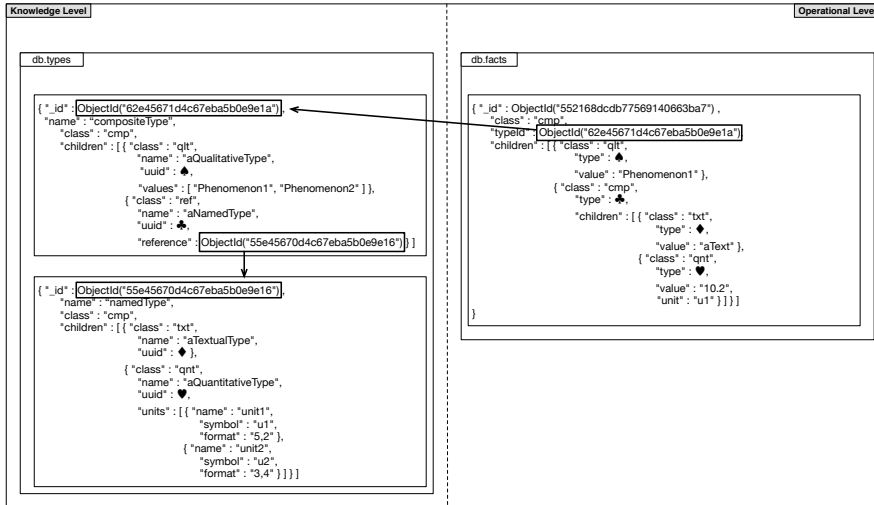 Knowledge Level
Operational Level
db.types
{ "_id" : ObjectId("62e45671d4c67eba5b0e9e1a") ,
"name" : "compositeType",
"class" : "cmp",
"children" : [ { "class" : "qlt",
"name" : "aQualitativeType",
"uuid" : ♠,
"values" : [ "Phenomenon1", "Phenomenon2" ] },
{ "class" : "ref",
"name" : "aNamedType",
"uuid" : ♣,
"reference" : ObjectId("55e45670d4c67eba5b0e9e16") } ]
{ "_id" : ObjectId("55e45670d4c67eba5b0e9e16") ,
"name" : "namedType",
"class" : "cmp",
"children" : [ { "class" : "txt",
"name" : "aTextualType",
"uuid" : ♦ },
{ "class" : "qnt",
"name" : "aQuantitativeType",
"uuid" : ♥,
"units" : [ { "name" : "unit1",
"symbol" : "u1",
"format" : "5,2" },
{ "name" : "unit2",
"symbol" : "u2",
"format" : "3,4" } ] } ]
db.facts
{ "_id" : ObjectId("552168dcdb77569140663ba7") ,
"class" : "cmp",
"typeId" : ObjectId("62e45671d4c67eba5b0e9e1a"),
"children" : [ { "class" : "qlt",
"type" : ♠,
"value" : "Phenomenon1" },
{ "class" : "cmp",
"type" : ♣,
"children" : [ { "class" : "txt",
"type" : ♦,
"value" : "aText" },
{ "class" : "qnt",
"type" : ♥,
"value" : "10.2",
"unit" : "u1" } ] } ]
}